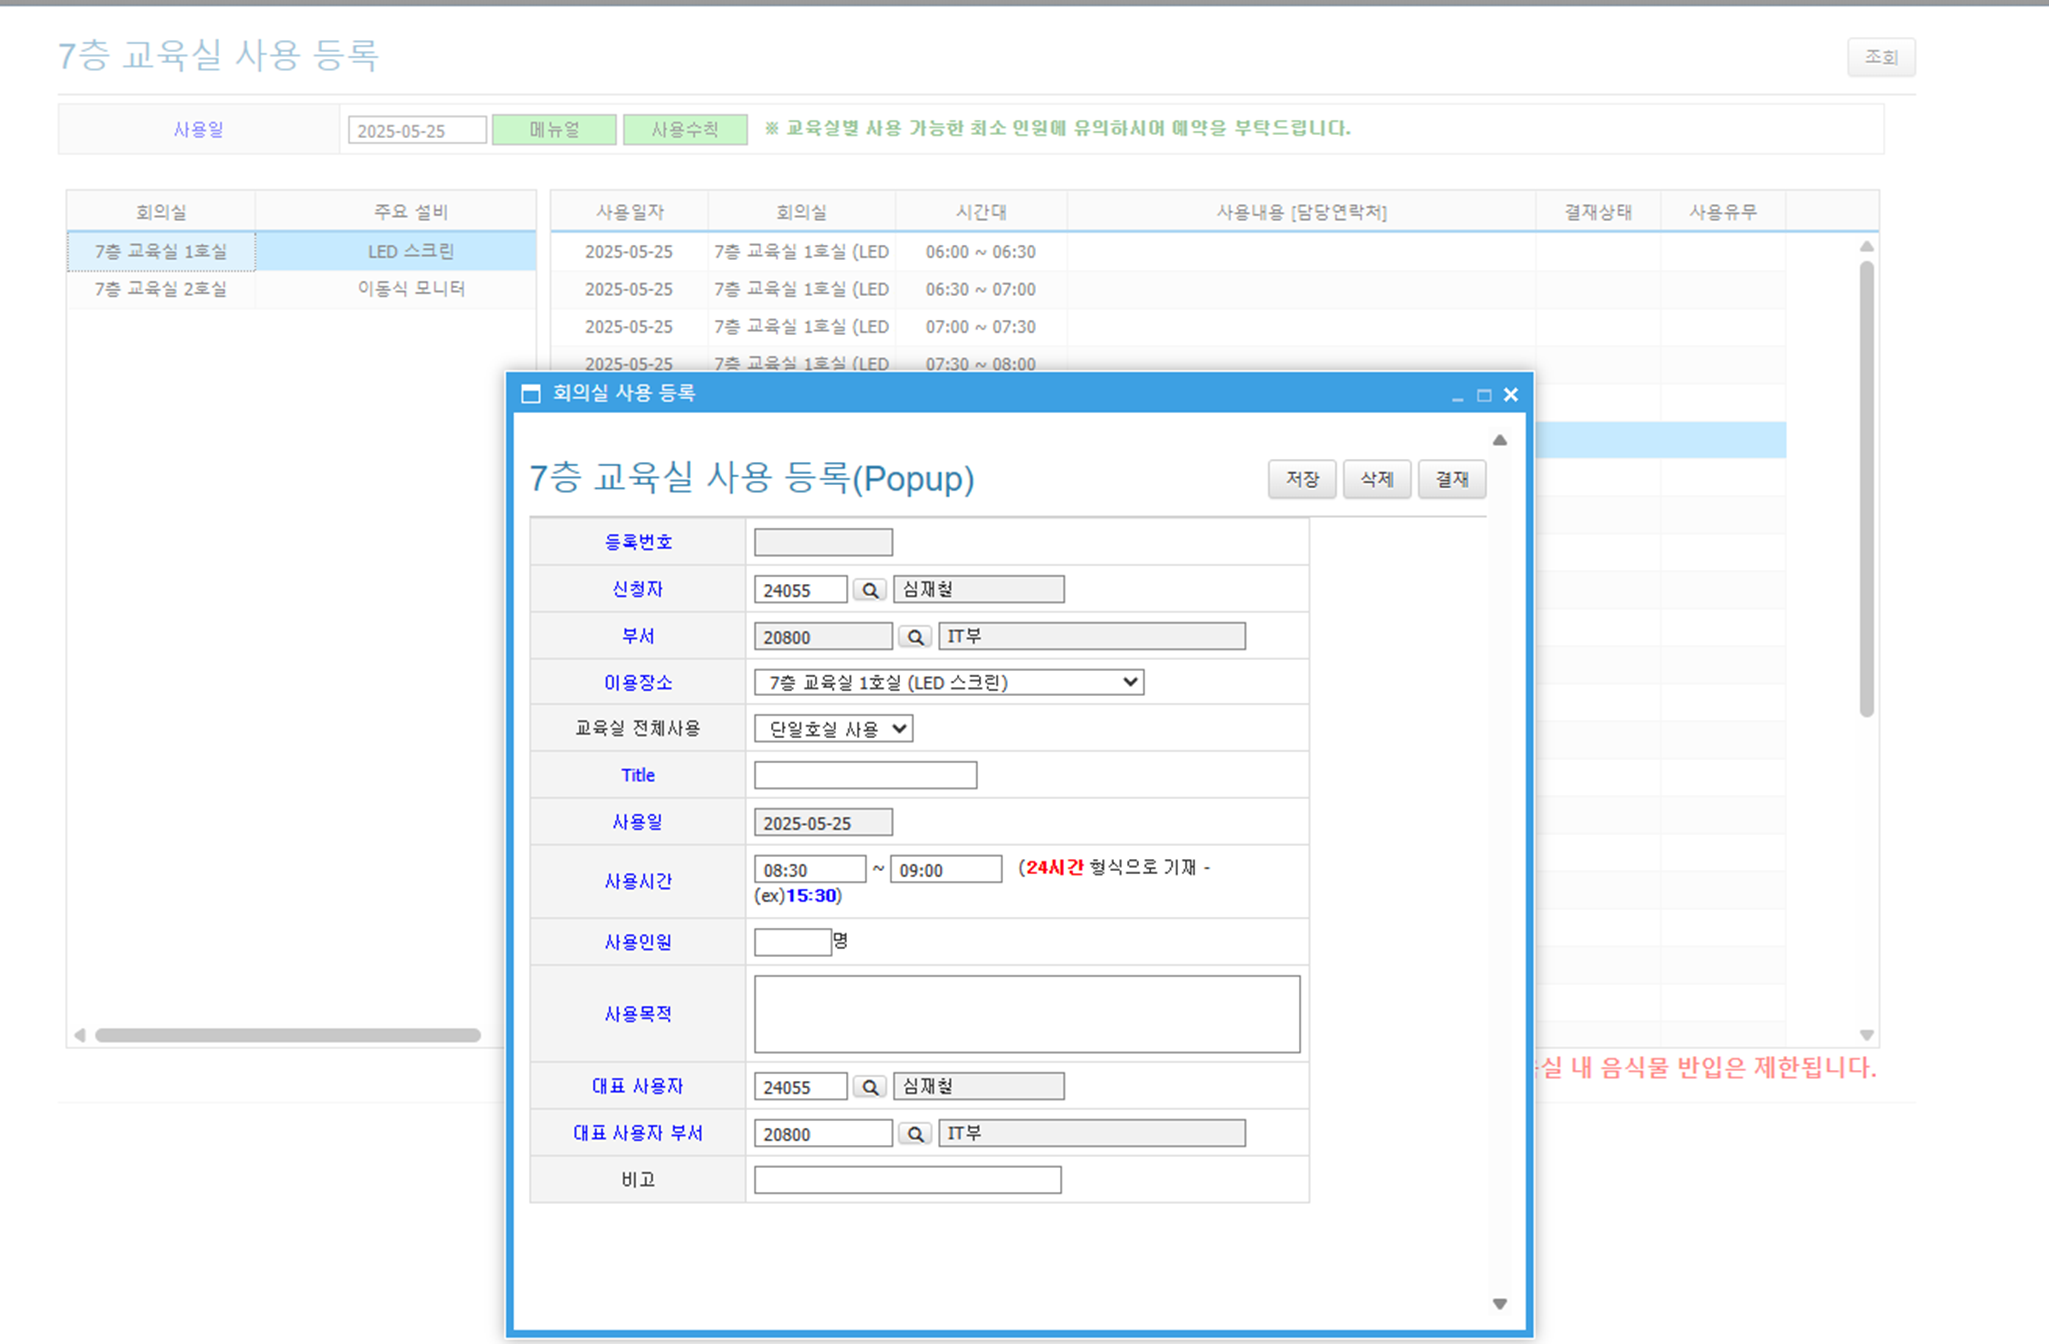 7층 교육실 사용 등록
조회
사용일 2025-05-25 메뉴얼 사용수칙 ※ 교육실별 사용 가능한 최소 인원에 유의하시어 예약을 부탁드립니다.
회의실 주요 설비
7층 교육실 1호실 LED 스크린
7층 교육실 2호실 이동식 모니터
사용일자 회의실 시간대 사용내용 [담당연락처] 결재상태 사용유무
2025-05-25 7층 교육실 1호실 (LED 06:00 ~ 06:30
2025-05-25 7층 교육실 1호실 (LED 06:30 ~ 07:00
2025-05-25 7층 교육실 1호실 (LED 07:00 ~ 07:30
2025-05-25 7층 교육실 1호실 (LED 07:30 ~ 08:00
회의실 사용 등록
7층 교육실 사용 등록(Popup)
저장 삭제 결재
등록번호
신청자 24055 심재철
부서 20800 IT부
이용장소 7층 교육실 1호실 (LED 스크린)
교육실 전체사용 단일호실 사용
Title
사용일 2025-05-25
사용시간 08:30 ~ 09:00 (24시간 형식으로 기재 -
(ex)15:30)
사용인원 명
사용목적
대표 사용자 24055 심재철
대표 사용자 부서 20800 IT부
비고
실 내 음식물 반입은 제한됩니다.